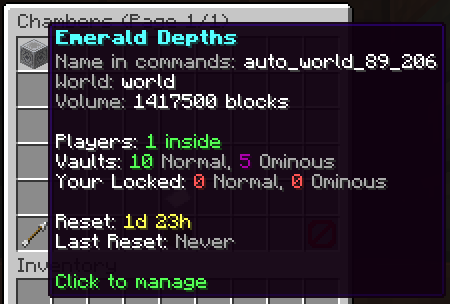 Chambers (Page 1/1)
Emerald Depths
Name in commands: auto_world_89_206
World: world
Volume: 1417500 blocks
Players: 1 inside
Vaults: 10 Normal, 5 Ominous
Your Locked: 0 Normal, 0 Ominous
Reset: 1d 23h
Last Reset: Never
Inventory
Click to manage